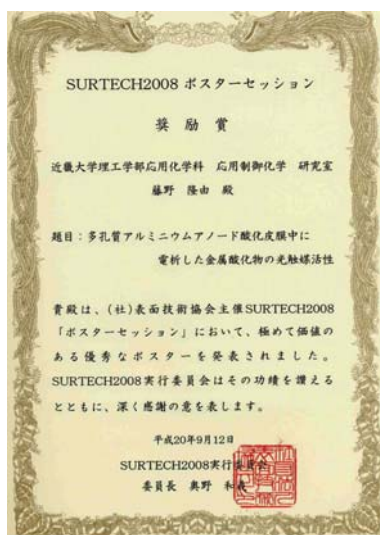 SURTECH2008 ポスターセッション
奨励賞
近畿大学理工学部応用化学科 応用制御化学 研究室
藤野 隆由 殿
題目：多孔質アルミニウムアノード酸化皮膜中に
電析した金属酸化物の光触媒活性
貴殿は、(社)表面技術協会主催SURTECH2008
「ポスターセッション」において、極めて価値の
ある優秀なポスターを発表されました。
SURTECH2008実行委員会はその功績を讃える
とともに、深く感謝の意を表します。
平成20年9月12日
SURTECH2008実行委員会
委員長 奥野 和義